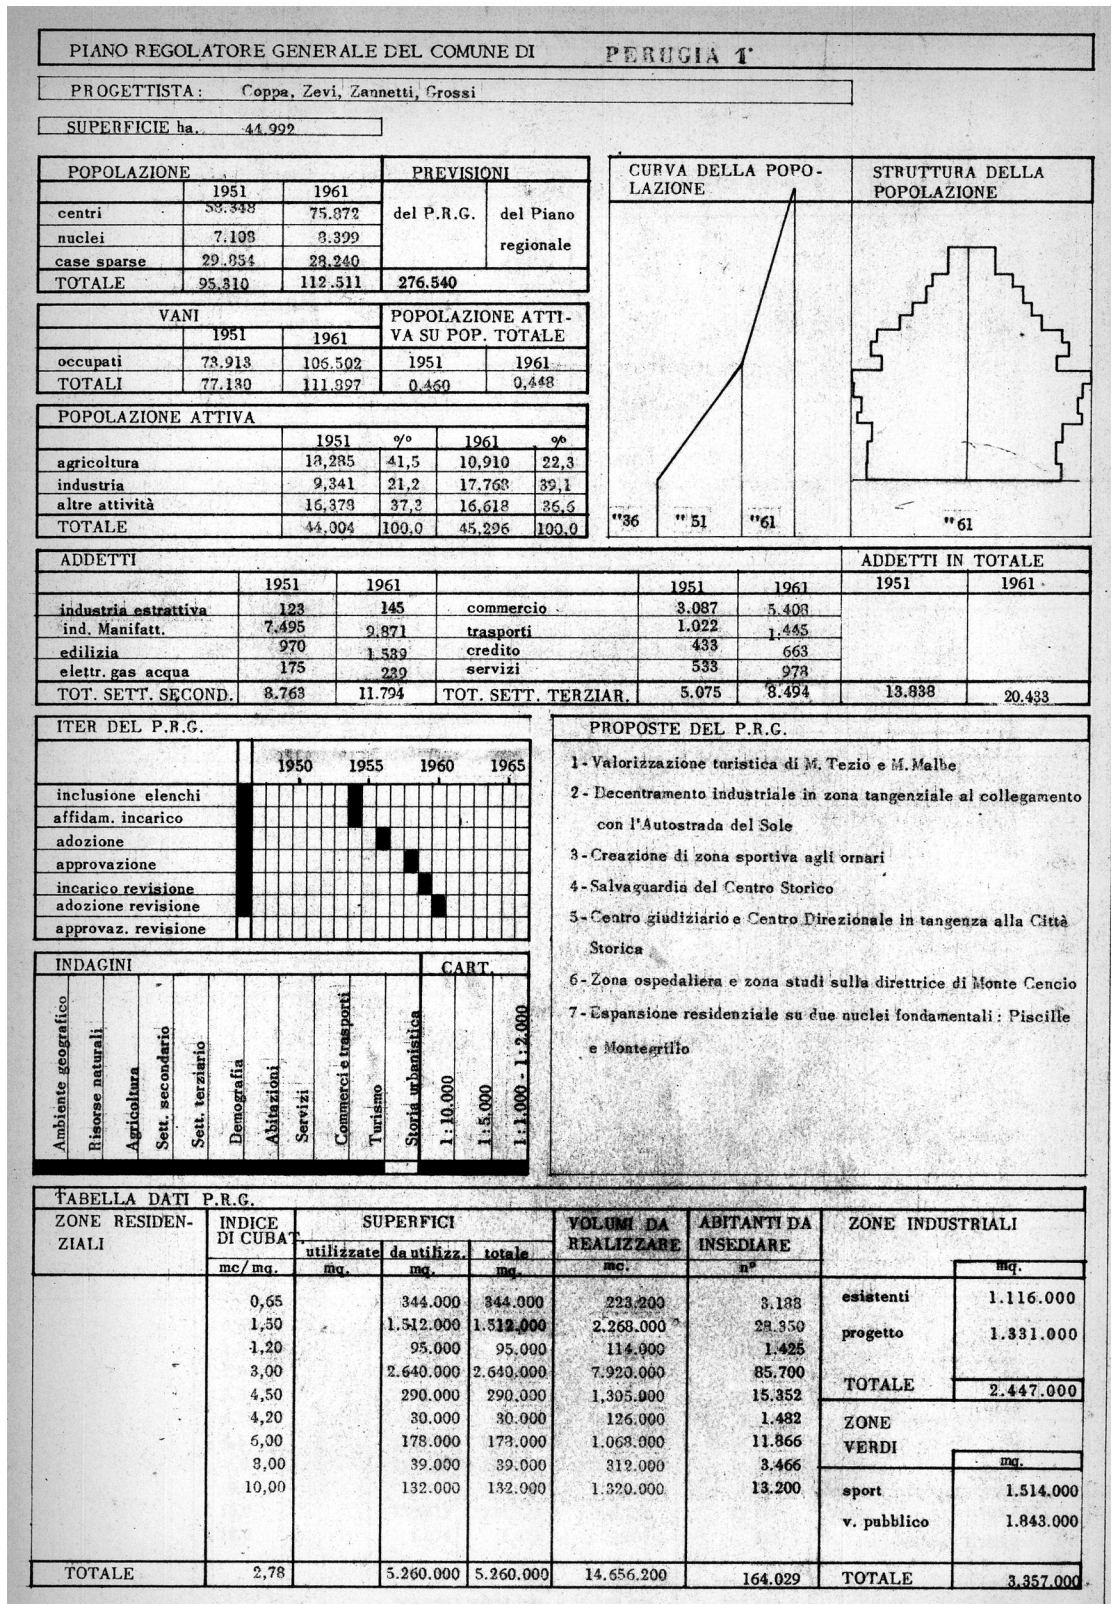 PIANO REGOLATORE GENERALE DEL COMUNE DI PERUGIA 1°
PROGETTISTA: Coppa, Zevi, Zannetti, Grossi
SUPERFICIE ha. 44.992
POPOLAZIONE PREVISIONI
1951 1961
centri 58.348 75.872 del P.R.G. del Piano
nuclei 7.108 8.399 regionale
case sparse 29.854 28.240
TOTALE 95.310 112.511 276.540
VANI POPOLAZIONE ATTI-
1951 1961 VA SU POP. TOTALE
occupati 73.913 106.502 1951 1961
TOTALI 77.130 111.397 0,460 0,448
POPOLAZIONE ATTIVA
1951 % 1961 %
agricoltura 18,285 41,5 10,910 22,3
industria 9,341 21,2 17.768 39,1
altre attività 16,378 37,3 16,618 36,6
TOTALE 44,004 100,0 45,296 100,0
CURVA DELLA POPO-
LAZIONE
"36 "51 "61
STRUTTURA DELLA
POPOLAZIONE
"61
ADDETTI ADDETTI IN TOTALE
1951 1961 1951 1961 1951 1961
industria estrattiva 123 145 commercio 3.087 5.408
ind. Manifatt. 7.495 9.871 trasporti 1.022 1.445
edilizia 970 1.539 credito 433 663
elettr. gas acqua 175 239 servizi 533 978
TOT. SETT. SECOND. 8.763 11.794 TOT. SETT. TERZIAR. 5.075 8.494 13.838 20.433
ITER DEL P.R.G.
1950 1955 1960 1965
inclusione elenchi
affidam. incarico
adozione
approvazione
incarico revisione
adozione revisione
approvaz. revisione
PROPOSTE DEL P.R.G.
1 - Valorizzazione turistica di M. Tezio e M. Malbe
2 - Decentramento industriale in zona tangenziale al collegamento
con l'Autostrada del Sole
3 - Creazione di zona sportiva agli ornari
4 - Salvaguardia del Centro Storico
5 - Centro giudiziario e Centro Direzionale in tangenza alla Città
Storica
6 - Zona ospedaliera e zona studi sulla direttrice di Monte Cencio
7 - Espansione residenziale su due nuclei fondamentali: Piscille
e Montegrillo
INDAGINI CART.
Ambiente geografico
Risorse naturali
Agricoltura
Sett. secondario
Sett. terziario
Demografia
Abitazioni
Servizi
Commerci e trasporti
Turismo
Storia urbanistica
1:10.000
1:5.000
1:1.000 - 1:2.000
TABELLA DATI P.R.G.
ZONE RESIDEN- INDICE SUPERFICI VOLUMI DA ABITANTI DA ZONE INDUSTRIALI
ZIALI DI CUBAT. utilizzate da utilizz. totale REALIZZARE INSEDIARE
mc/mq. mq. mq. mq. mc. n° mq.
0,65 344.000 344.000 223.200 3.188 esistenti 1.116.000
1,50 1.512.000 1.512.000 2.268.000 28.350 progetto 1.331.000
1,20 95.000 95.000 114.000 1.425
3,00 2.640.000 2.640.000 7.920.000 85.700 TOTALE 2.447.000
4,50 290.000 290.000 1,305.000 15.352
4,20 30.000 30.000 126.000 1.482 ZONE
6,00 178.000 178.000 1.068.000 11.866 VERDI mq.
8,00 39.000 39.000 312.000 3.466
10,00 132.000 132.000 1.320.000 13.200 sport 1.514.000
v. pubblico 1.843.000
TOTALE 2,78 5.260.000 5.260.000 14.656.200 164.029 TOTALE 3.357.000